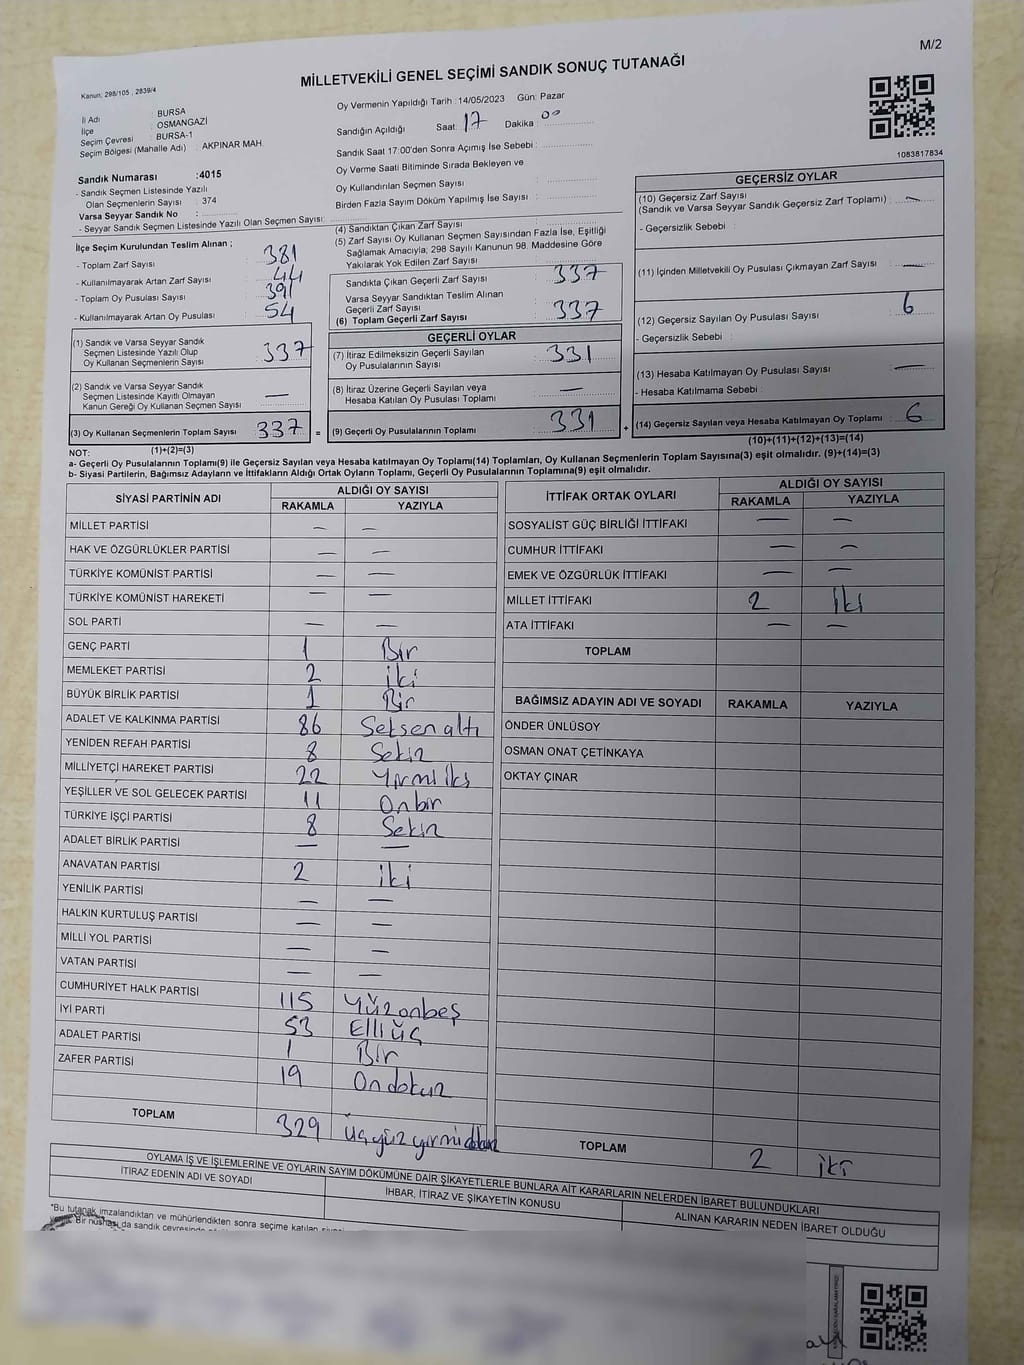 M/2
MİLLETVEKİLİ GENEL SEÇİMİ SANDIK SONUÇ TUTANAĞI
Kanun, 298/105 , 2839/4
İl Adı : BURSA
İlçe : OSMANGAZİ
Seçim Çevresi : BURSA-1
Seçim Bölgesi (Mahalle Adı) : AKPINAR MAH.
Sandık Numarası :4015
- Sandık Seçmen Listesinde Yazılı
Olan Seçmenlerin Sayısı : 374
Varsa Seyyar Sandık No :
- Seyyar Sandık Seçmen Listesinde Yazılı Olan Seçmen Sayısı:
Oy Vermenin Yapıldığı Tarih :14/05/2023 Gün: Pazar
Sandığın Açıldığı Saat: 17 Dakika : 00
Sandık Saat 17:00'den Sonra Açımış İse Sebebi :
Oy Verme Saati Bitiminde Sırada Bekleyen ve
Oy Kullandırılan Seçmen Sayısı :
Birden Fazla Sayım Döküm Yapılmış İse Sayısı :
1083817834
İlçe Seçim Kurulundan Teslim Alınan ;
- Toplam Zarf Sayısı : 381
- Kullanılmayarak Artan Zarf Sayısı : 44
- Toplam Oy Pusulası Sayısı : 391
- Kullanılmayarak Artan Oy Pusulası : 54
(1) Sandık ve Varsa Seyyar Sandık
Seçmen Listesinde Yazılı Olup
Oy Kullanan Seçmenlerin Sayısı : 337
(2) Sandık ve Varsa Seyyar Sandık
Seçmen Listesinde Kayıtlı Olmayan
Kanun Gereği Oy Kullanan Seçmen Sayısı : —
(3) Oy Kullanan Seçmenlerin Toplam Sayısı : 337 =
(4) Sandıktan Çıkan Zarf Sayısı :
(5) Zarf Sayısı Oy Kullanan Seçmen Sayısından Fazla İse, Eşitliği
Sağlamak Amacıyla, 298 Sayılı Kanunun 98. Maddesine Göre
Yakılarak Yok Edilen Zarf Sayısı :
Sandıkta Çıkan Geçerli Zarf Sayısı : 337
Varsa Seyyar Sandıktan Teslim Alınan
Geçerli Zarf Sayısı :
(6) Toplam Geçerli Zarf Sayısı : 337
GEÇERLİ OYLAR
(7) İtiraz Edilmeksizin Geçerli Sayılan
Oy Pusulalarının Sayısı : 331
(8) İtiraz Üzerine Geçerli Sayılan veya
Hesaba Katılan Oy Pusulası Toplamı : —
(9) Geçerli Oy Pusulalarının Toplamı : 331 +
GEÇERSİZ OYLAR
(10) Geçersiz Zarf Sayısı
(Sandık ve Varsa Seyyar Sandık Geçersiz Zarf Toplamı) : —
- Geçersizlik Sebebi :
(11) İçinden Milletvekili Oy Pusulası Çıkmayan Zarf Sayısı : —
(12) Geçersiz Sayılan Oy Pusulası Sayısı : 6
- Geçersizlik Sebebi :
(13) Hesaba Katılmayan Oy Pusulası Sayısı : —
- Hesaba Katılmama Sebebi :
(14) Geçersiz Sayılan veya Hesaba Katılmayan Oy Toplamı : 6
(10)+(11)+(12)+(13)=(14)
NOT: (1)+(2)=(3)
a- Geçerli Oy Pusulalarının Toplamı(9) ile Geçersiz Sayılan veya Hesaba katılmayan Oy Toplamı(14) Toplamları, Oy Kullanan Seçmenlerin Toplam Sayısına(3) eşit olmalıdır. (9)+(14)=(3)
b- Siyasi Partilerin, Bağımsız Adayların ve İttifakların Aldığı Ortak Oyların Toplamı, Geçerli Oy Pusulalarının Toplamına(9) eşit olmalıdır.
SİYASİ PARTİNİN ADI ALDIĞI OY SAYISI
RAKAMLA YAZIYLA
MİLLET PARTİSİ — —
HAK VE ÖZGÜRLÜKLER PARTİSİ — —
TÜRKİYE KOMÜNİST PARTİSİ — —
TÜRKİYE KOMÜNİST HAREKETİ — —
SOL PARTİ — —
GENÇ PARTİ 1 Bir
MEMLEKET PARTİSİ 2 iki
BÜYÜK BİRLİK PARTİSİ 1 Bir
ADALET VE KALKINMA PARTİSİ 86 Seksen altı
YENİDEN REFAH PARTİSİ 8 Sekiz
MİLLİYETÇİ HAREKET PARTİSİ 22 Yirmi iki
YEŞİLLER VE SOL GELECEK PARTİSİ 11 Onbir
TÜRKİYE İŞÇİ PARTİSİ 8 Sekiz
ADALET BİRLİK PARTİSİ — —
ANAVATAN PARTİSİ 2 iki
YENİLİK PARTİSİ — —
HALKIN KURTULUŞ PARTİSİ — —
MİLLİ YOL PARTİSİ — —
VATAN PARTİSİ — —
CUMHURİYET HALK PARTİSİ 115 Yüzonbeş
İYİ PARTİ 53 Elli üç
ADALET PARTİSİ 1 Bir
ZAFER PARTİSİ 19 On dokuz
TOPLAM 329 üçyüz yirmi dokuz
İTTİFAK ORTAK OYLARI ALDIĞI OY SAYISI
RAKAMLA YAZIYLA
SOSYALİST GÜÇ BİRLİĞİ İTTİFAKI — —
CUMHUR İTTİFAKI — —
EMEK VE ÖZGÜRLÜK İTTİFAKI — —
MİLLET İTTİFAKI 2 iki
ATA İTTİFAKI — —
TOPLAM
BAĞIMSIZ ADAYIN ADI VE SOYADI RAKAMLA YAZIYLA
ÖNDER ÜNLÜSOY
OSMAN ONAT ÇETİNKAYA
OKTAY ÇINAR
TOPLAM 2 iki
OYLAMA İŞ VE İŞLEMLERİNE VE OYLARIN SAYIM DÖKÜMÜNE DAİR ŞİKAYETLERLE BUNLARA AİT KARARLARIN NELERDEN İBARET BULUNDUKLARI
İTİRAZ EDENİN ADI VE SOYADI İHBAR, İTİRAZ VE ŞİKAYETİN KONUSU ALINAN KARARIN NEDEN İBARET OLDUĞU
"Bu tutanak imzalandıktan ve mühürlendikten sonra seçime katılan
Bir nüshası da sandık çevresinde